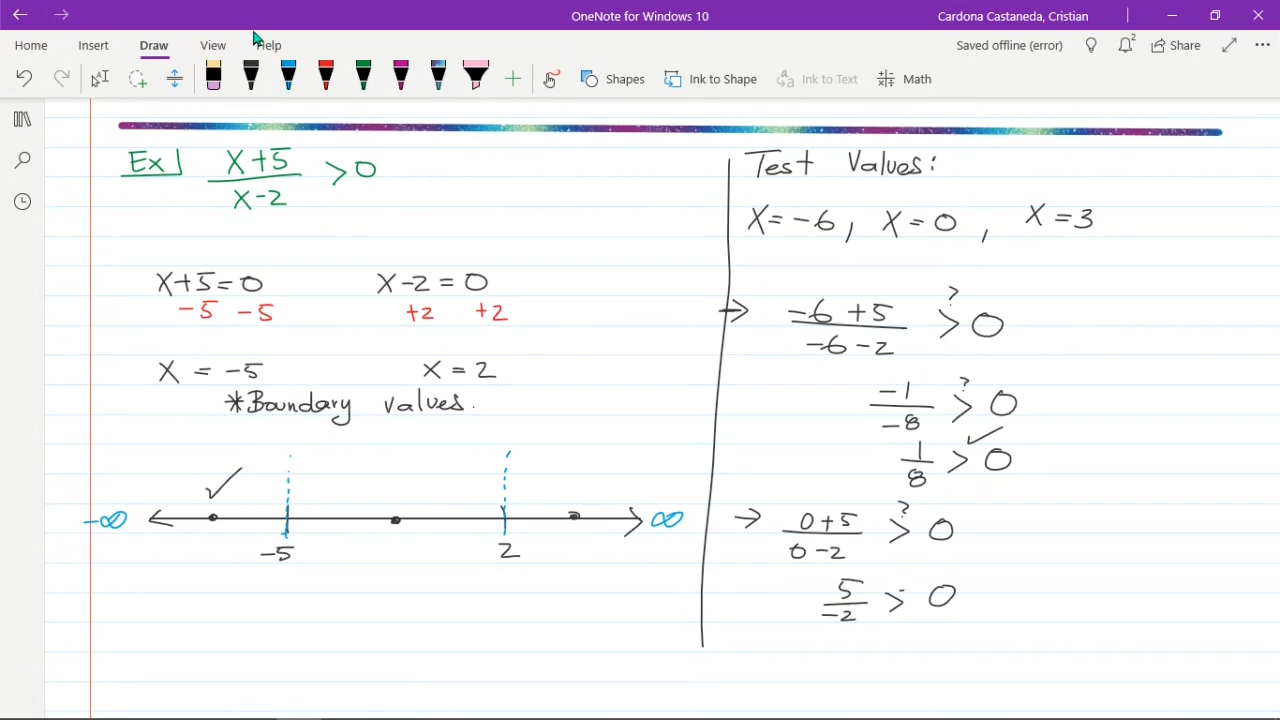 OneNote for Windows 10
Cardona Castaneda, Cristian
Home Insert Draw View Help
Saved offline (error)
2
Share
Shapes
Ink to Shape
Ink to Text
Math
Ex1 x+5/x-2 > 0
x+5=0 x-2=0
-5 -5 +2 +2
x = -5 x = 2
*Boundary values.
-∞ -5 2 ∞
Test Values:
x=-6, x=0, x=3
→ -6+5/-6-2 >? 0
-1/-8 >? 0
1/8 > 0 ✓
→ 0+5/0-2 >? 0
5/-2 > 0